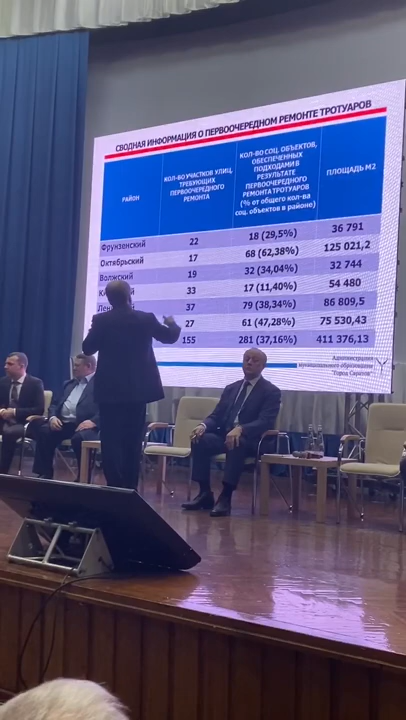 СВОДНАЯ ИНФОРМАЦИЯ О ПЕРВООЧЕРЕДНОМ РЕМОНТЕ ТРОТУАРОВ
РАЙОН
КОЛ-ВО УЧАСТКОВ УЛИЦ,
ТРЕБУЮЩИХ
ПЕРВООЧЕРЕДНОГО
РЕМОНТА
КОЛ-ВО СОЦ. ОБЪЕКТОВ,
ОБЕСПЕЧЕННЫХ
ПОДХОДАМИ В
РЕЗУЛЬТАТЕ
ПЕРВООЧЕРЕДНОГО
РЕМОНТА ТРОТУАРОВ
(% от общего кол-ва
соц. объектов в районе)
ПЛОЩАДЬ М2
Фрунзенский 22 18 (29,5%) 36 791
Октябрьский 17 68 (62,38%) 125 021,2
Волжский 19 32 (34,04%) 32 744
33 17 (11,40%) 54 480
37 79 (38,34%) 86 809,5
27 61 (47,28%) 75 530,43
155 281 (37,16%) 411 376,13
Администрация
муниципального образования
"Город Саратов"